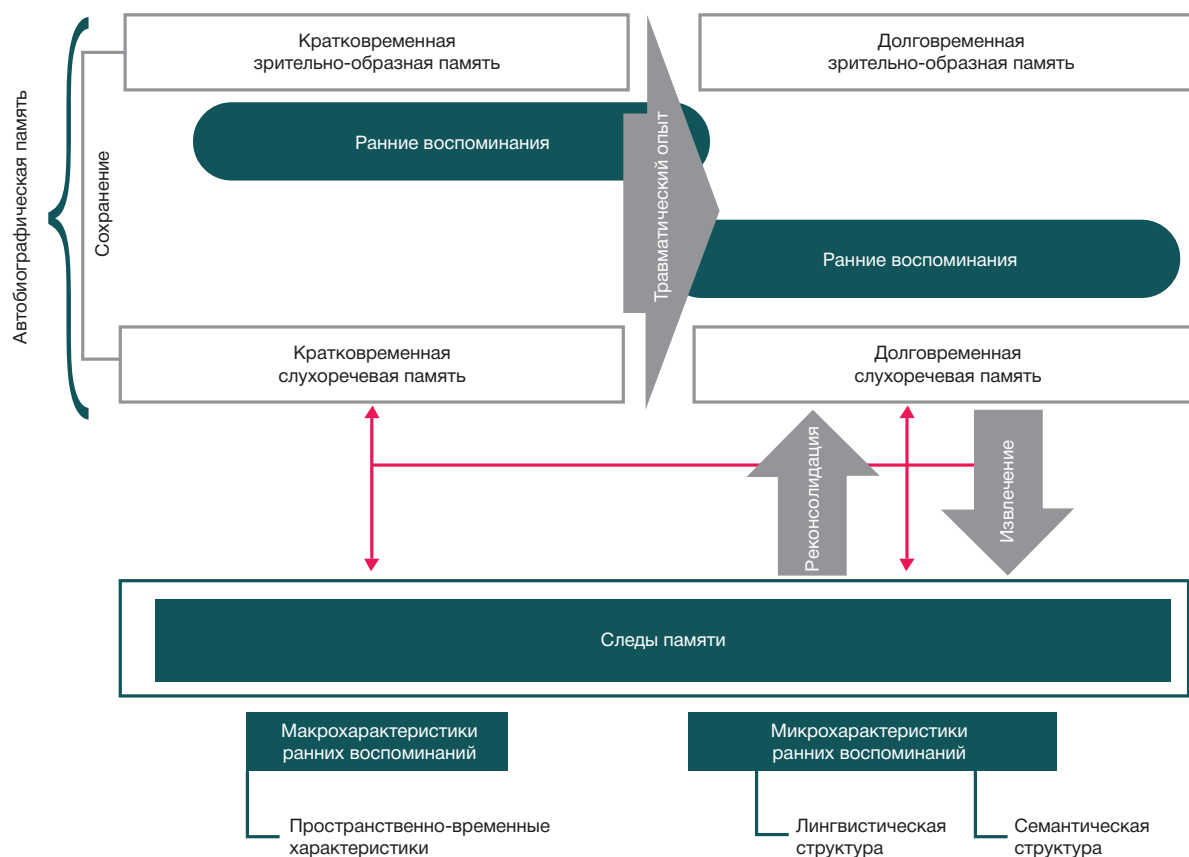 Автобиографическая память
Сохранение
Кратковременная
зрительно-образная память
Долговременная
зрительно-образная память
Ранние воспоминания
Травматический опыт
Ранние воспоминания
Кратковременная
слухоречевая память
Долговременная
слухоречевая память
Реконсолидация
Извлечение
Следы памяти
Макрохарактеристики
ранних воспоминаний
Микрохарактеристики
ранних воспоминаний
Пространственно-временные
характеристики
Лингвистическая
структура
Семантическая
структура